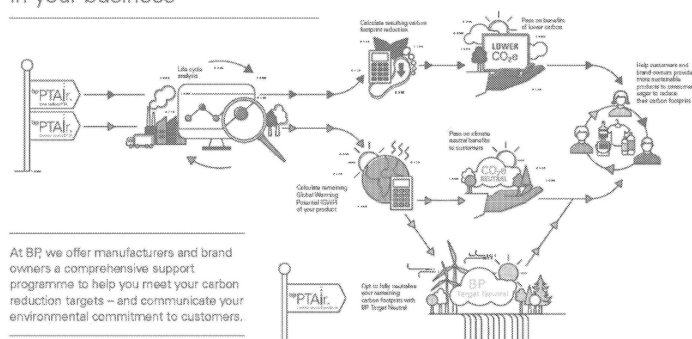 in your business
Calculate resulting carbon
footprint reduction
Pass on benefits
of lower carbon
LOWER
CO₂e
Life cycle
analysis
bp PTAir.
bp PTAir.
Help customers and
brand owners provide
more sustainable
products to consumers
eager to reduce
their carbon footprints
Pass on climate
neutral benefits
to customers
CO₂e
NEUTRAL
Calculate remaining
Global Warming
Potential
of your product
At BP, we offer manufacturers and brand
owners a comprehensive support
programme to help you meet your carbon
reduction targets – and communicate your
environmental commitment to customers.
bp PTAir.
Opt to fully neutralise
your remaining
carbon footprints with
BP Target Neutral
BP
Target Neutral